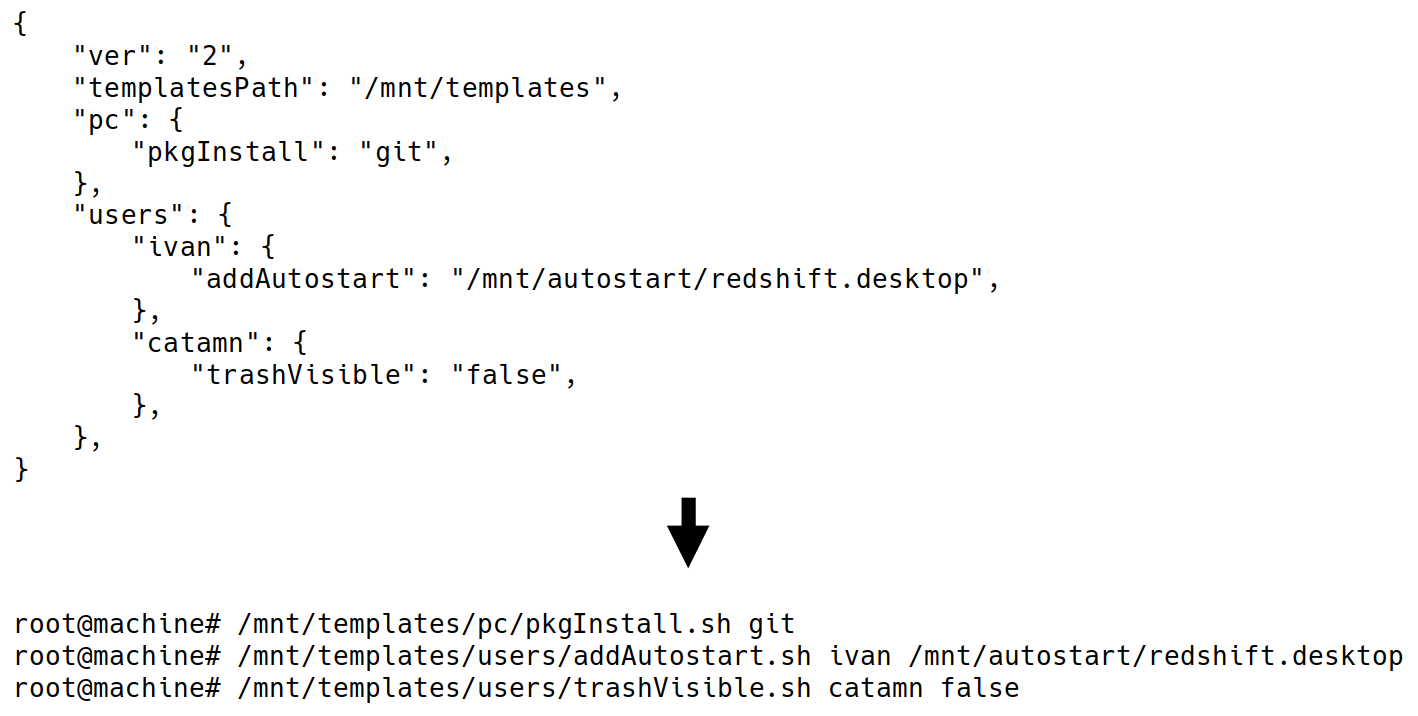 {
    "ver": "2",
    "templatesPath": "/mnt/templates",
    "pc": {
        "pkgInstall": "git",
    },
    "users": {
        "ivan": {
            "addAutostart": "/mnt/autostart/redshift.desktop",
        },
        "catamn": {
            "trashVisible": "false",
        },
    },
}
root@machine# /mnt/templates/pc/pkgInstall.sh git
root@machine# /mnt/templates/users/addAutostart.sh ivan /mnt/autostart/redshift.desktop
root@machine# /mnt/templates/users/trashVisible.sh catamn false